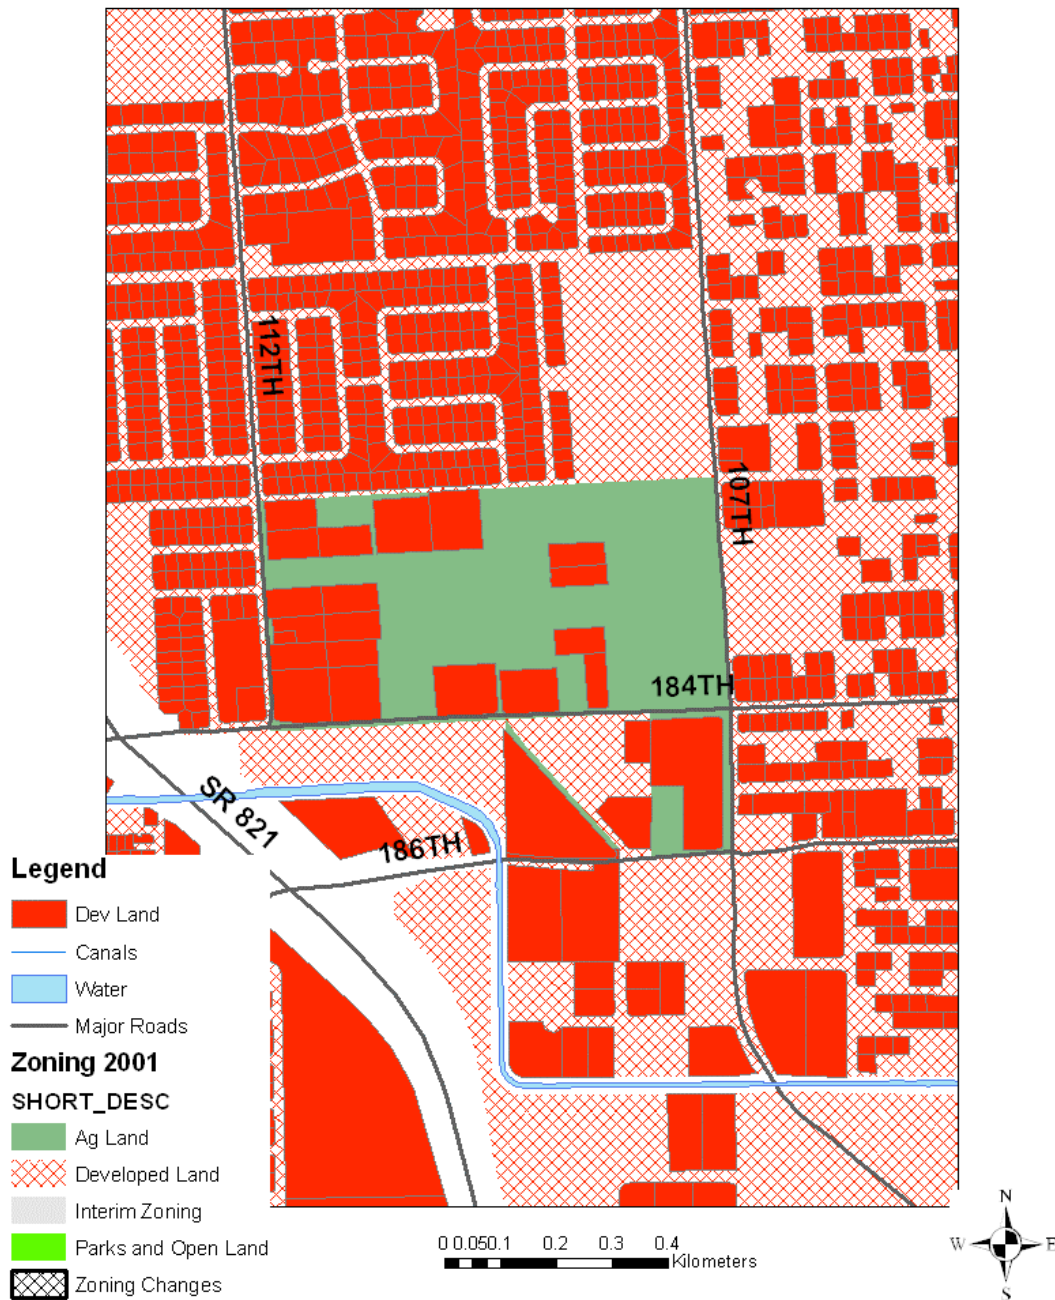 112TH
107TH
184TH
SR 821
186TH
Legend
Dev Land
Canals
Water
Major Roads
Zoning 2001
SHORT_DESC
Ag Land
Developed Land
Interim Zoning
Parks and Open Land
Zoning Changes
0 0.050.1 0.2 0.3 0.4
Kilometers
N
W E
S